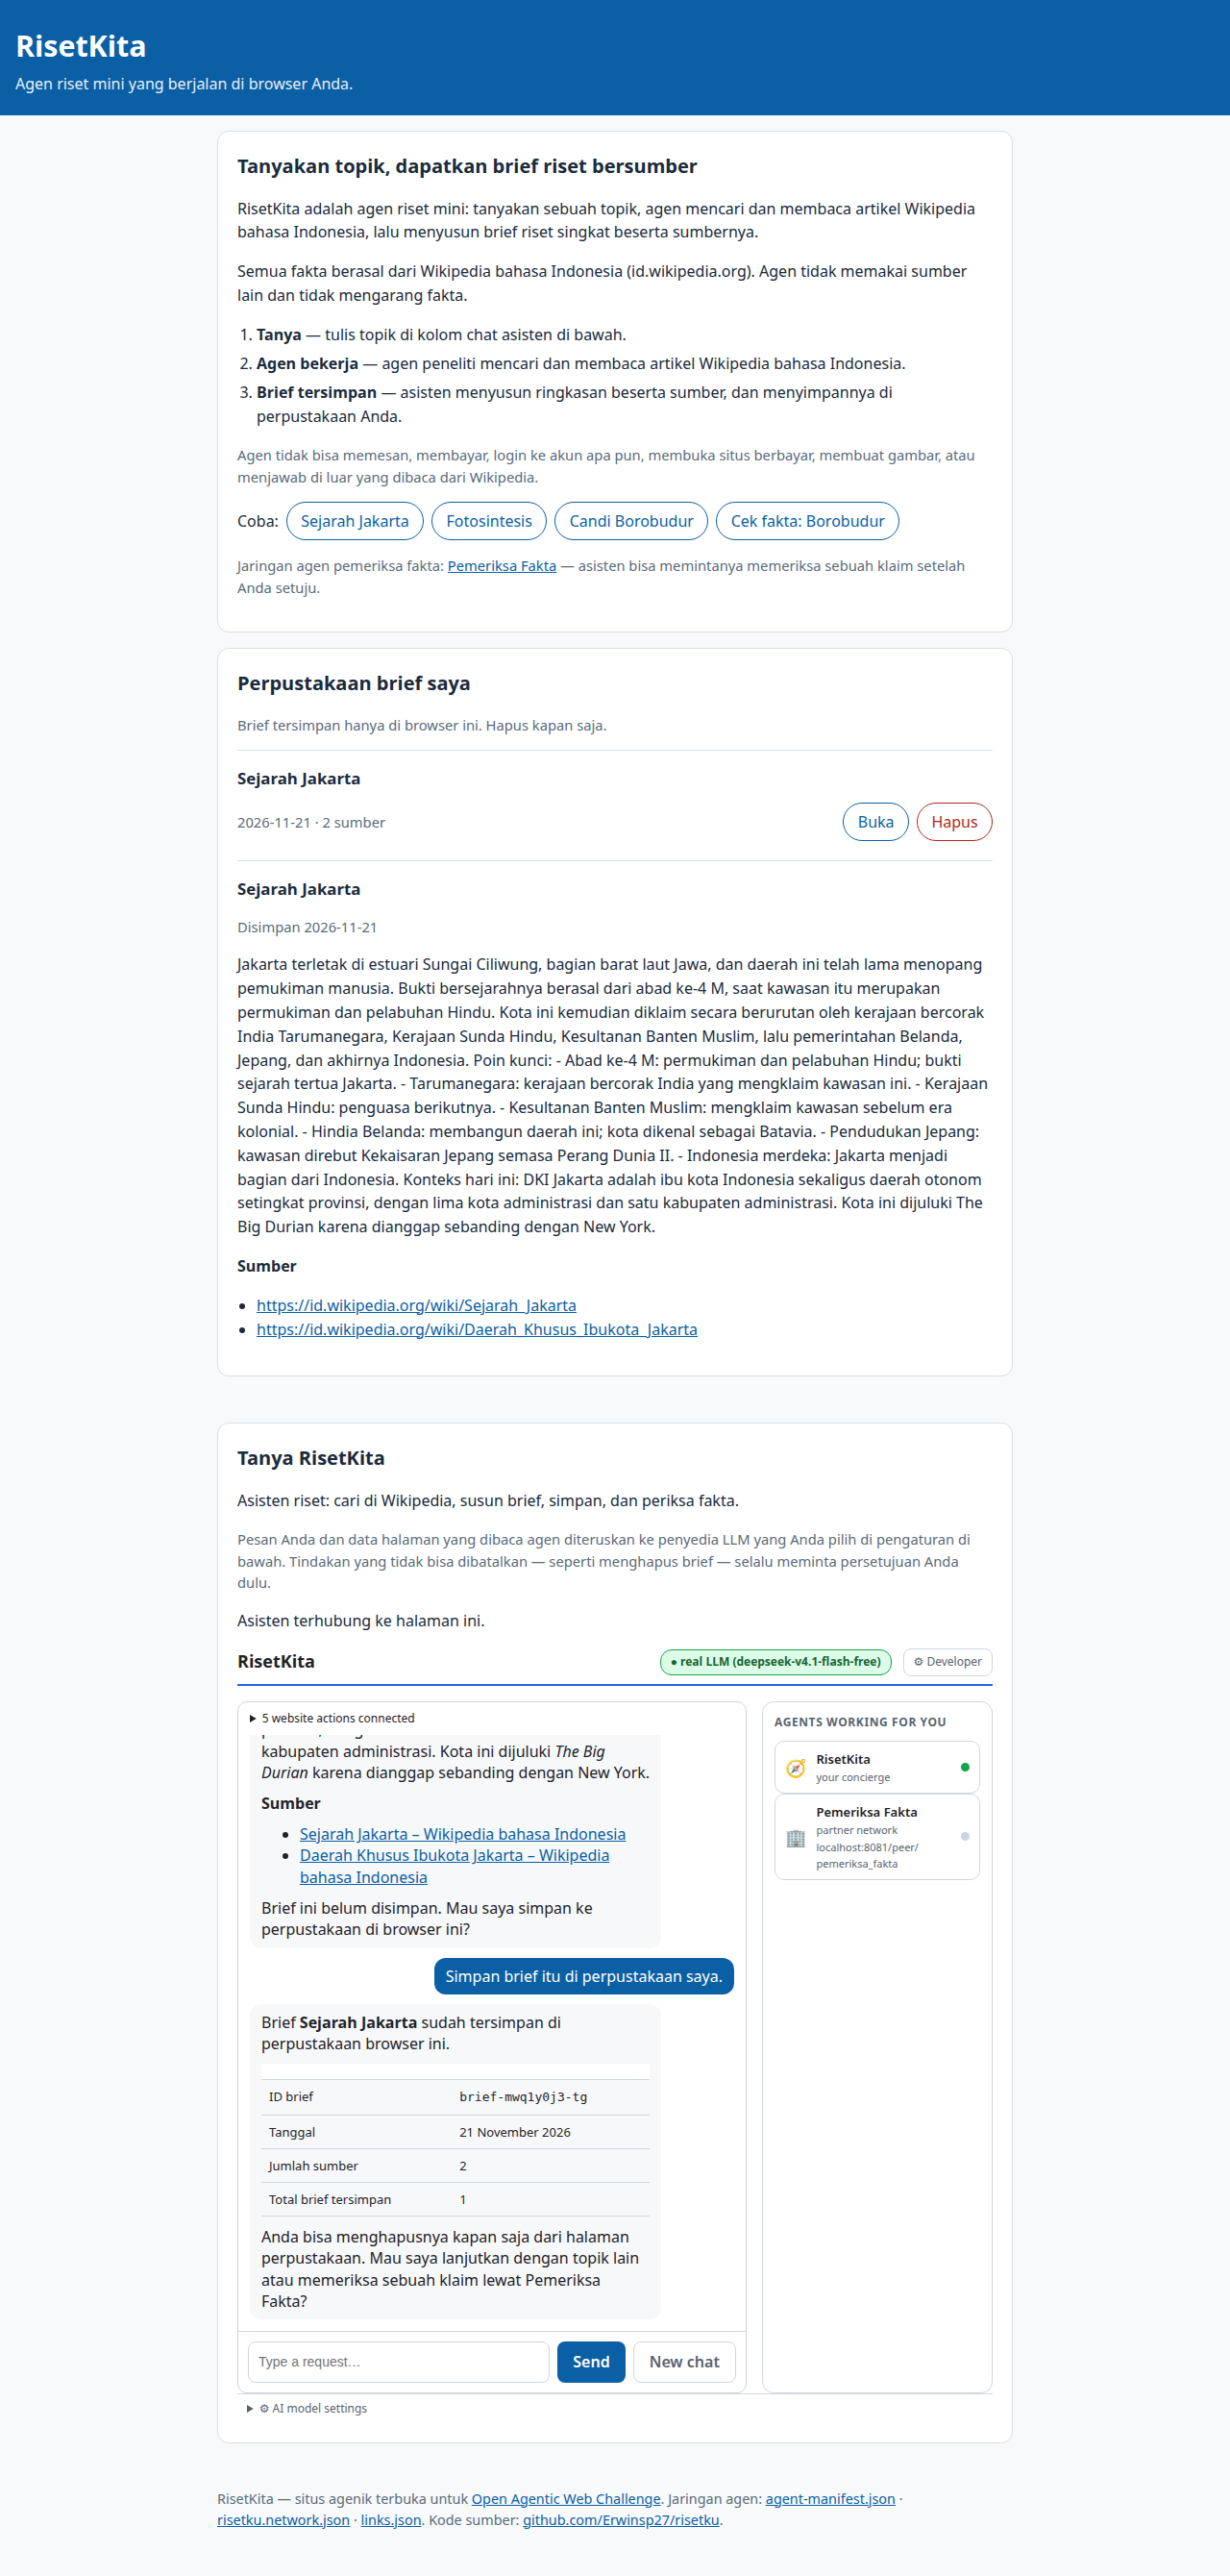 RisetKita
Agen riset mini yang berjalan di browser Anda.
Tanyakan topik, dapatkan brief riset bersumber
RisetKita adalah agen riset mini: tanyakan sebuah topik, agen mencari dan membaca artikel Wikipedia
bahasa Indonesia, lalu menyusun brief riset singkat beserta sumbernya.
Semua fakta berasal dari Wikipedia bahasa Indonesia (id.wikipedia.org). Agen tidak memakai sumber
lain dan tidak mengarang fakta.
1. Tanya — tulis topik di kolom chat asisten di bawah.
2. Agen bekerja — agen peneliti mencari dan membaca artikel Wikipedia bahasa Indonesia.
3. Brief tersimpan — asisten menyusun ringkasan beserta sumber, dan menyimpannya di
perpustakaan Anda.
Agen tidak bisa memesan, membayar, login ke akun apa pun, membuka situs berbayar, membuat gambar, atau
menjawab di luar yang dibaca dari Wikipedia.
Coba: Sejarah Jakarta Fotosintesis Candi Borobudur Cek fakta: Borobudur
Jaringan agen pemeriksa fakta: Pemeriksa Fakta — asisten bisa memintanya memeriksa sebuah klaim setelah
Anda setuju.
Perpustakaan brief saya
Brief tersimpan hanya di browser ini. Hapus kapan saja.
Sejarah Jakarta
2026-11-21 · 2 sumber Buka Hapus
Sejarah Jakarta
Disimpan 2026-11-21
Jakarta terletak di estuari Sungai Ciliwung, bagian barat laut Jawa, dan daerah ini telah lama menopang
pemukiman manusia. Bukti bersejarahnya berasal dari abad ke-4 M, saat kawasan itu merupakan
permukiman dan pelabuhan Hindu. Kota ini kemudian diklaim secara berurutan oleh kerajaan bercorak
India Tarumanegara, Kerajaan Sunda Hindu, Kesultanan Banten Muslim, lalu pemerintahan Belanda,
Jepang, dan akhirnya Indonesia. Poin kunci: - Abad ke-4 M: permukiman dan pelabuhan Hindu; bukti
sejarah tertua Jakarta. - Tarumanegara: kerajaan bercorak India yang mengklaim kawasan ini. - Kerajaan
Sunda Hindu: penguasa berikutnya. - Kesultanan Banten Muslim: mengklaim kawasan sebelum era
kolonial. - Hindia Belanda: membangun daerah ini; kota dikenal sebagai Batavia. - Pendudukan Jepang:
kawasan direbut Kekaisaran Jepang semasa Perang Dunia II. - Indonesia merdeka: Jakarta menjadi
bagian dari Indonesia. Konteks hari ini: DKI Jakarta adalah ibu kota Indonesia sekaligus daerah otonom
setingkat provinsi, dengan lima kota administrasi dan satu kabupaten administrasi. Kota ini dijuluki The
Big Durian karena dianggap sebanding dengan New York.
Sumber
https://id.wikipedia.org/wiki/Sejarah_Jakarta
https://id.wikipedia.org/wiki/Daerah_Khusus_Ibukota_Jakarta
Tanya RisetKita
Asisten riset: cari di Wikipedia, susun brief, simpan, dan periksa fakta.
Pesan Anda dan data halaman yang dibaca agen diteruskan ke penyedia LLM yang Anda pilih di pengaturan di
bawah. Tindakan yang tidak bisa dibatalkan — seperti menghapus brief — selalu meminta persetujuan Anda
dulu.
Asisten terhubung ke halaman ini.
RisetKita ● real LLM (deepseek-v4.1-flash-free) ⚙ Developer
▶ 5 website actions connected
kabupaten administrasi. Kota ini dijuluki The Big
Durian karena dianggap sebanding dengan New York.
Sumber
Sejarah Jakarta – Wikipedia bahasa Indonesia
Daerah Khusus Ibukota Jakarta – Wikipedia
bahasa Indonesia
Brief ini belum disimpan. Mau saya simpan ke
perpustakaan di browser ini?
Simpan brief itu di perpustakaan saya.
Brief Sejarah Jakarta sudah tersimpan di
perpustakaan browser ini.
ID brief brief-mwq1y0j3-tg
Tanggal 21 November 2026
Jumlah sumber 2
Total brief tersimpan 1
Anda bisa menghapusnya kapan saja dari halaman
perpustakaan. Mau saya lanjutkan dengan topik lain
atau memeriksa sebuah klaim lewat Pemeriksa
Fakta?
Type a request… Send New chat
AGENTS WORKING FOR YOU
RisetKita
your concierge
Pemeriksa Fakta
partner network
localhost:8081/peer/
pemeriksa_fakta
▶ ⚙ AI model settings
RisetKita — situs agenik terbuka untuk Open Agentic Web Challenge. Jaringan agen: agent-manifest.json ·
risetku.network.json · links.json. Kode sumber: github.com/Erwinsp27/risetku.